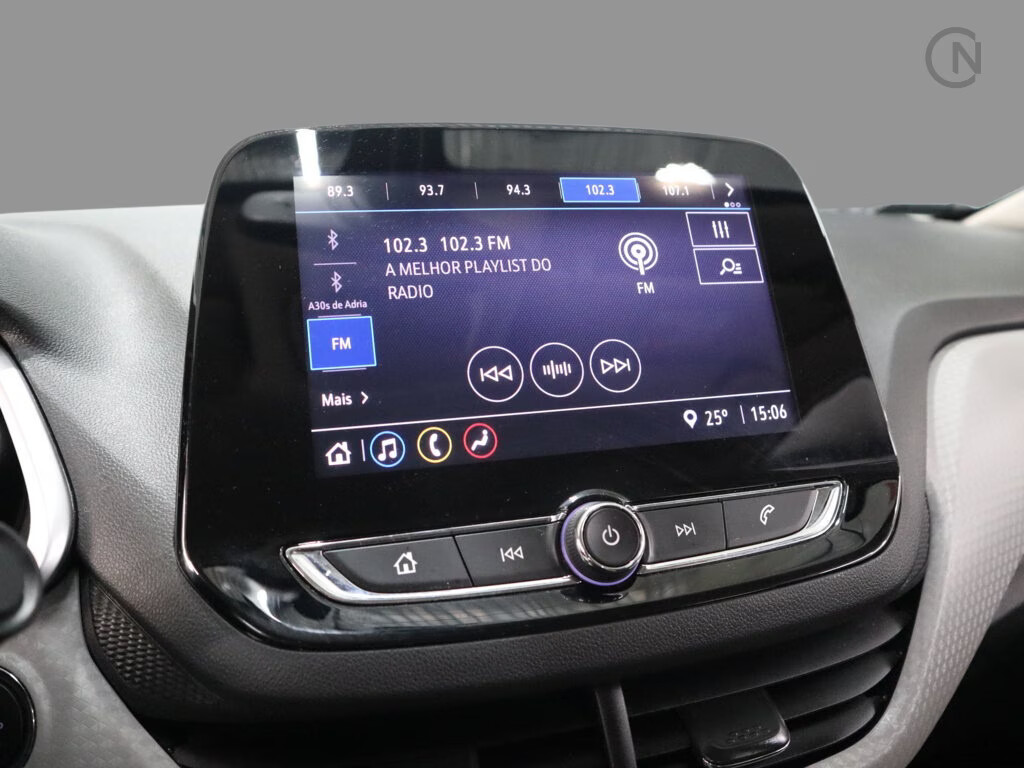 89.3 93.7 94.3 102.3 107.1
102.3 102.3 FM
A MELHOR PLAYLIST DO
RADIO
FM
A30s de Adria
FM
Mais
25° 15:06